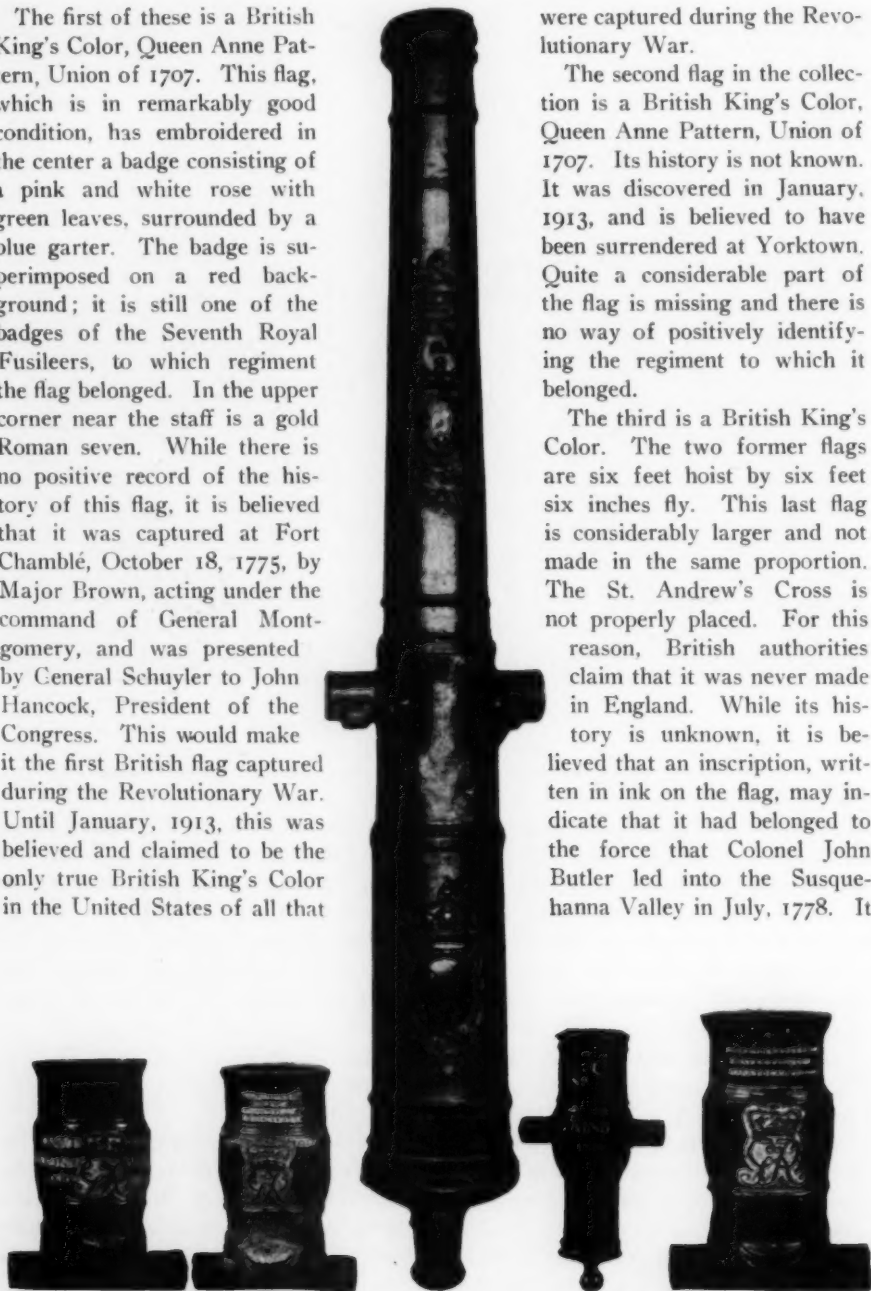 The first of these is a British
King's Color, Queen Anne Pat-
ern, Union of 1707. This flag,
which is in remarkably good
condition, has embroidered in
the center a badge consisting of
a pink and white rose with
green leaves, surrounded by a
blue garter. The badge is su-
perimposed on a red back-
ground; it is still one of the
badges of the Seventh Royal
Fusileers, to which regiment
the flag belonged. In the upper
corner near the staff is a gold
Roman seven. While there is
no positive record of the his-
tory of this flag, it is believed
that it was captured at Fort
Chamblé, October 18, 1775, by
Major Brown, acting under the
command of General Mont-
gomery, and was presented
by General Schuyler to John
Hancock, President of the
Congress. This would make
it the first British flag captured
during the Revolutionary War.
Until January, 1913, this was
believed and claimed to be the
only true British King's Color
in the United States of all that
were captured during the Revo-
lutionary War.
The second flag in the collec-
tion is a British King's Color,
Queen Anne Pattern, Union of
1707. Its history is not known.
It was discovered in January,
1913, and is believed to have
been surrendered at Yorktown.
Quite a considerable part of
the flag is missing and there is
no way of positively identify-
ing the regiment to which it
belonged.
The third is a British King's
Color. The two former flags
are six feet hoist by six feet
six inches fly. This last flag
is considerably larger and not
made in the same proportion.
The St. Andrew's Cross is
not properly placed. For this
reason, British authorities
claim that it was never made
in England. While its his-
tory is unknown, it is be-
lieved that an inscription, writ-
ten in ink on the flag, may in-
dicate that it had belonged to
the force that Colonel John
Butler led into the Susque-
hanna Valley in July, 1778. It